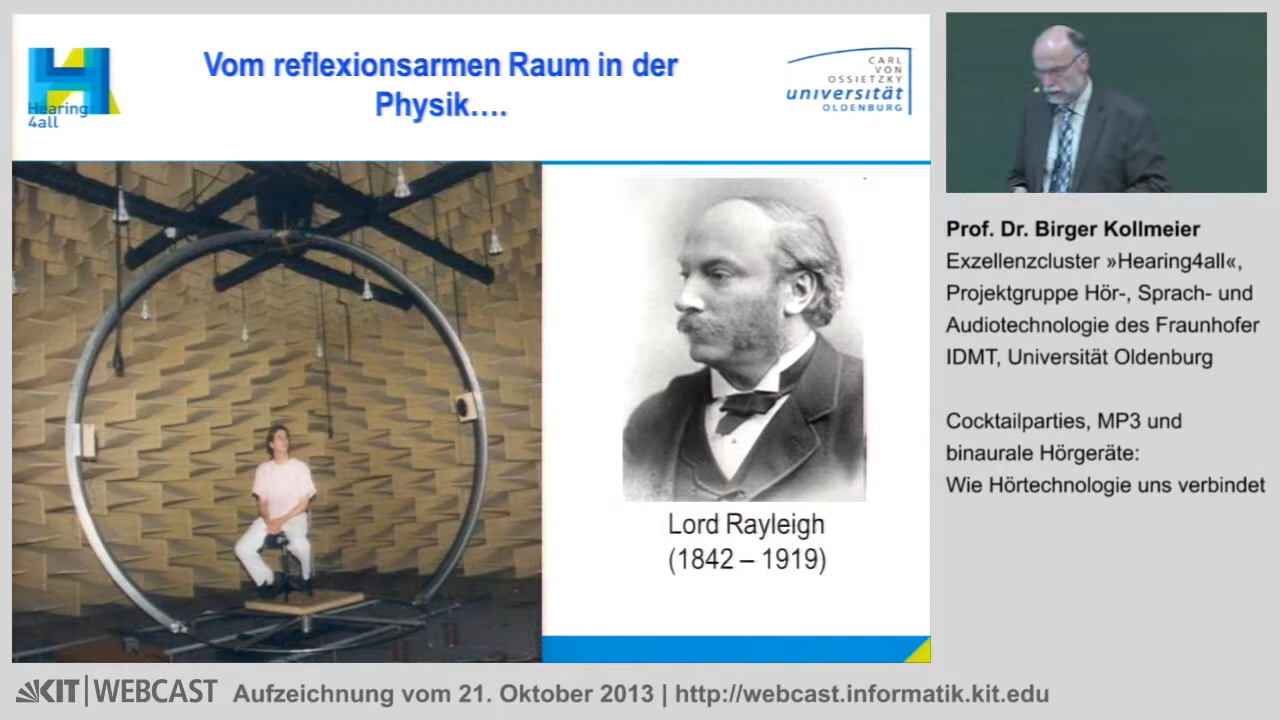 Hearing
4all
Vom reflexionsarmen Raum in der
Physik....
CARL
VON
OSSIETZKY
universität
OLDENBURG
Lord Rayleigh
(1842 – 1919)
Prof. Dr. Birger Kollmeier
Exzellenzcluster »Hearing4all«,
Projektgruppe Hör-, Sprach- und
Audiotechnologie des Fraunhofer
IDMT, Universität Oldenburg
Cocktailparties, MP3 und
binaurale Hörgeräte:
Wie Hörtechnologie uns verbindet
KIT | WEBCAST Aufzeichnung vom 21. Oktober 2013 | http://webcast.informatik.kit.edu